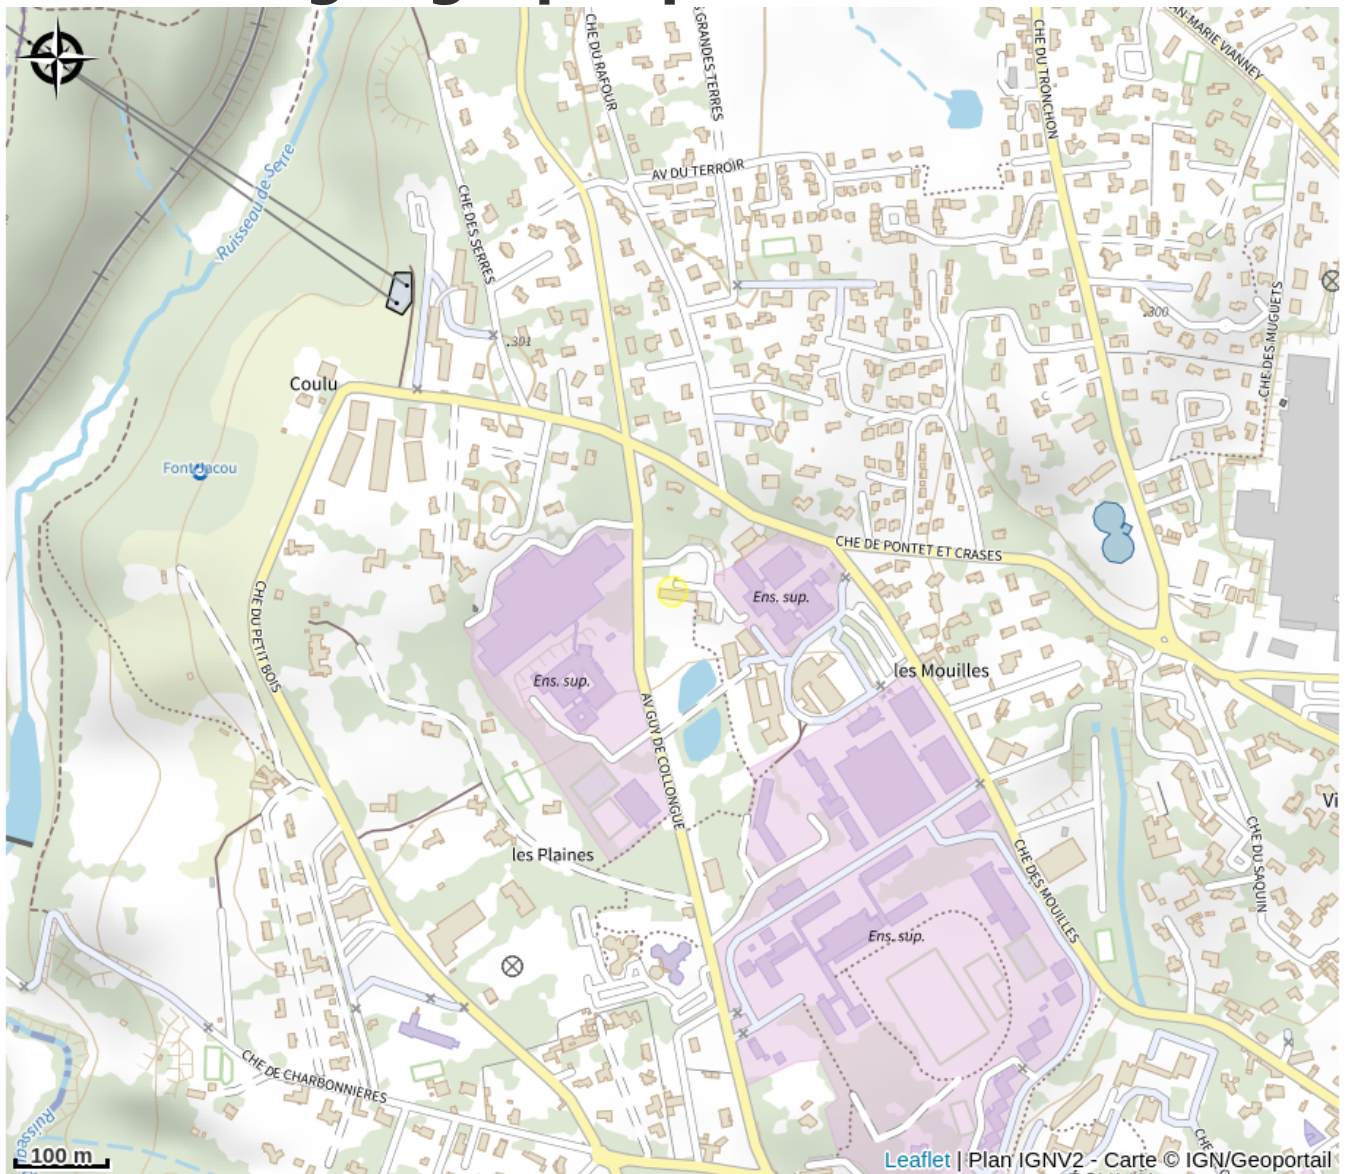 CHE DU RAFOUR
GRANDES TERRES
CHE DU TRONCHON
AN-MARIE VIANNEY
AV DU TERROIR
Ruisseau de Serre
CHE DES SERRES
CHE DES MUGUETS
.300
.301
Coulu
Font Jacou
CHE DE PONTET ET CRASES
CHE DU PETIT BOIS
Ens. sup.
Ens. sup.
les Mouilles
AV GUY DE COLLONGUE
Vi
les Plaines
CHE DES MOUILLES
CHE DU JAQUIN
Ens. sup.
CHE DE CHARBONNIERES
Ruissea
CHE
100 m
Leaflet | Plan IGNV2 - Carte © IGN/Geoportail